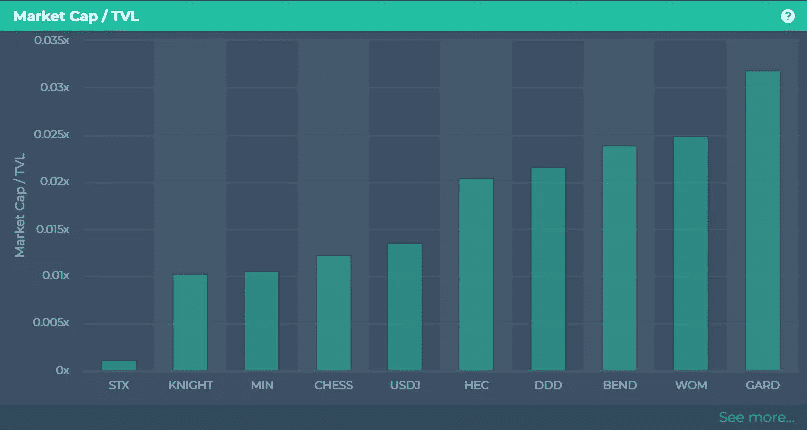 Market Cap / TVL
?
0.035x
0.03x
0.025x
0.02x
0.015x
0.01x
0.005x
0x
Market Cap / TVL
STX KNIGHT MIN CHESS USDJ HEC DDD BEND WOM GARD
See more...